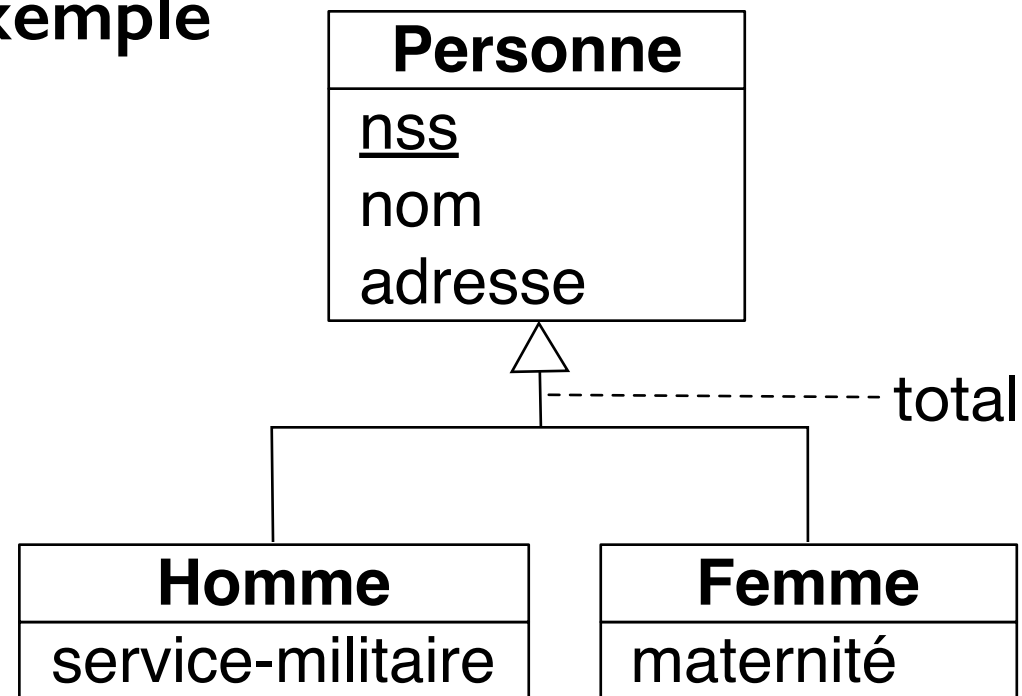 xemple
Personne
nss
nom
adresse
total
Homme
service-militaire
Femme
maternité